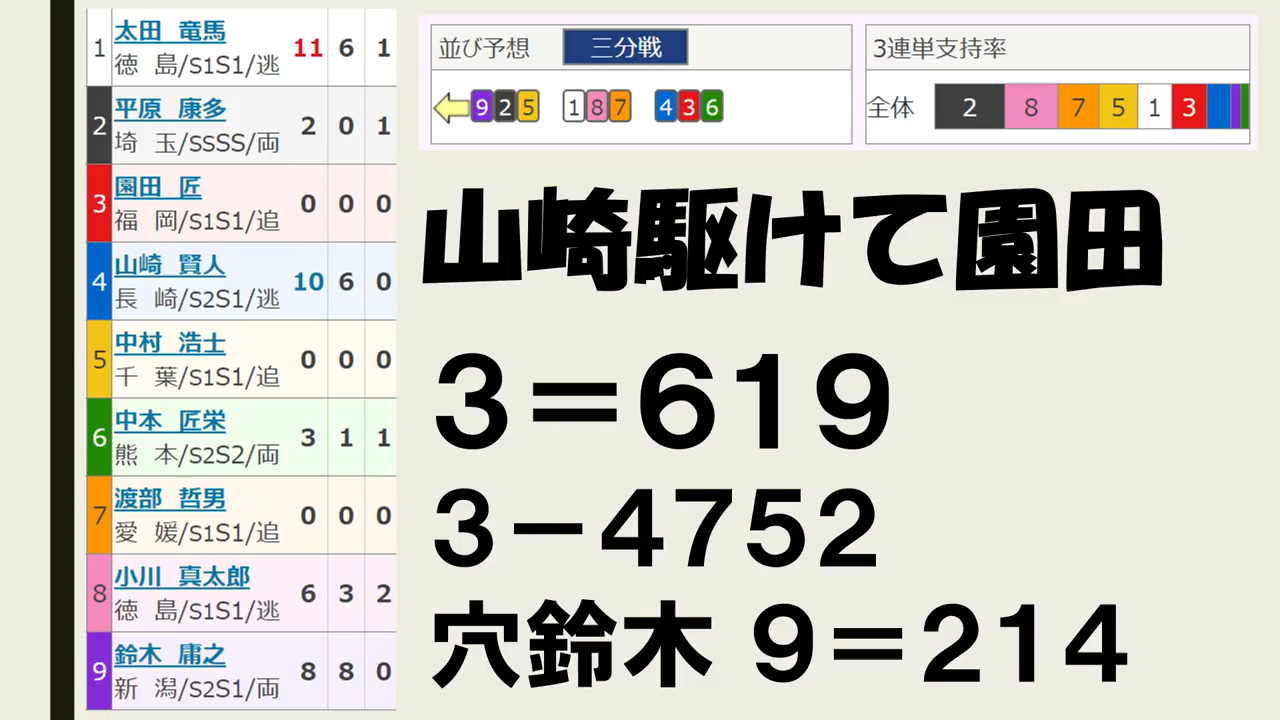 1 太田 竜馬 11 6 1
徳 島/S1S1/逃
2 平原 康多 2 0 1
埼 玉/SSSS/両
3 園田 匠 0 0 0
福 岡/S1S1/追
4 山崎 賢人 10 6 0
長 崎/S2S1/逃
5 中村 浩士 0 0 0
千 葉/S1S1/追
6 中本 匠栄 3 1 1
熊 本/S2S2/両
7 渡部 哲男 0 0 0
愛 媛/S1S1/追
8 小川 真太郎 6 3 2
徳 島/S1S1/逃
9 鈴木 庸之 8 8 0
新 潟/S2S1/両
並び予想 三分戦
9 2 5 1 8 7 4 3 6
3連単支持率
全体 2 8 7 5 1 3
山崎駆けて園田
3＝619
3－4752
穴鈴木 9＝214